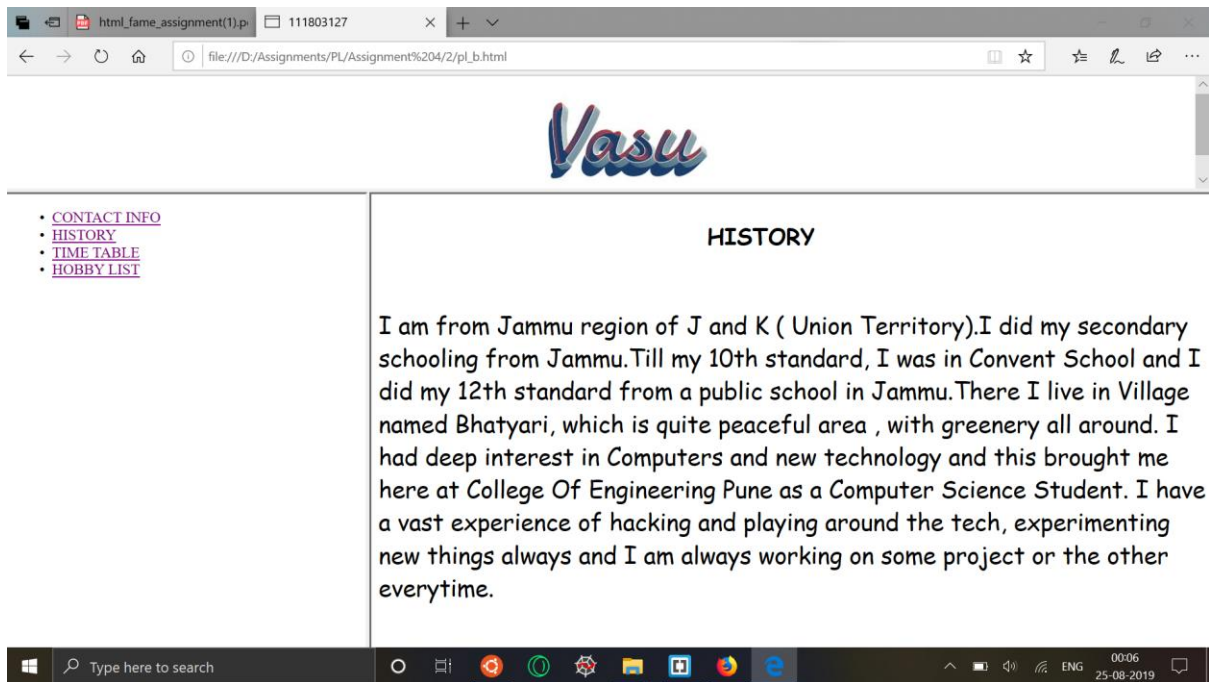 html_fame_assignment(1).p
111803127
file:///D:/Assignments/PL/Assignment%204/2/pl_b.html
Vasu
• CONTACT INFO
• HISTORY
• TIME TABLE
• HOBBY LIST
HISTORY
I am from Jammu region of J and K ( Union Territory).I did my secondary
schooling from Jammu.Till my 10th standard, I was in Convent School and I
did my 12th standard from a public school in Jammu.There I live in Village
named Bhatyari, which is quite peaceful area , with greenery all around. I
had deep interest in Computers and new technology and this brought me
here at College Of Engineering Pune as a Computer Science Student. I have
a vast experience of hacking and playing around the tech, experimenting
new things always and I am always working on some project or the other
everytime.
Type here to search
ENG
00:06
25-08-2019